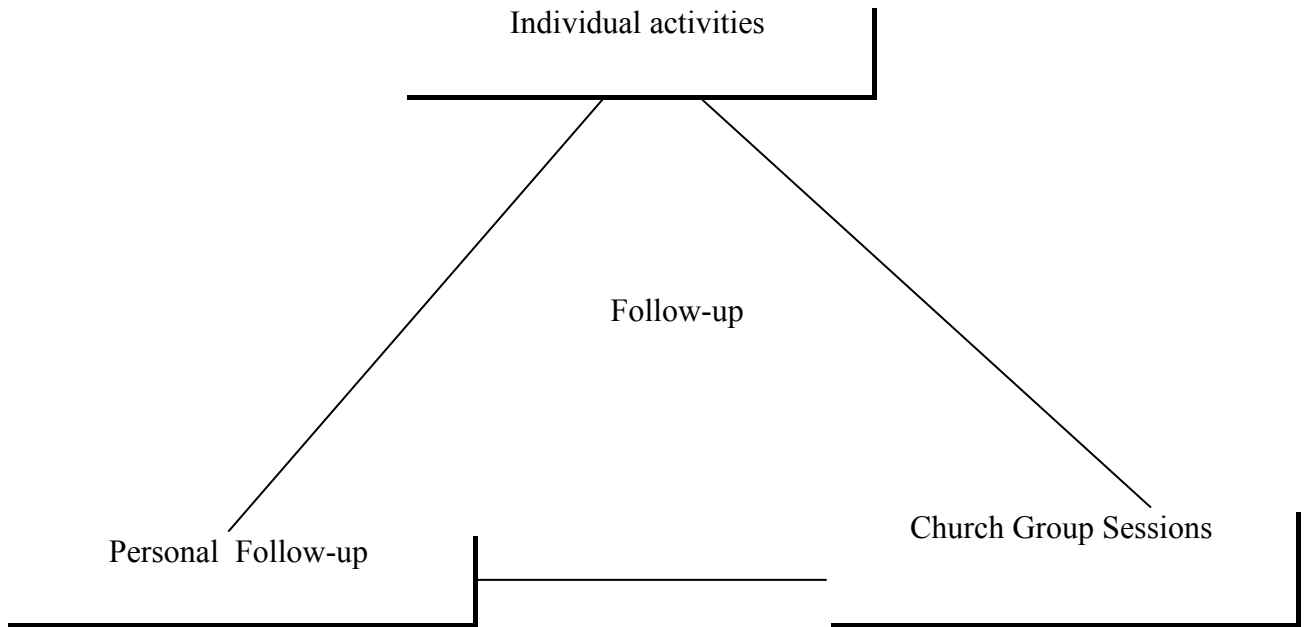 Individual activities
Follow-up
Church Group Sessions
Personal  Follow-up